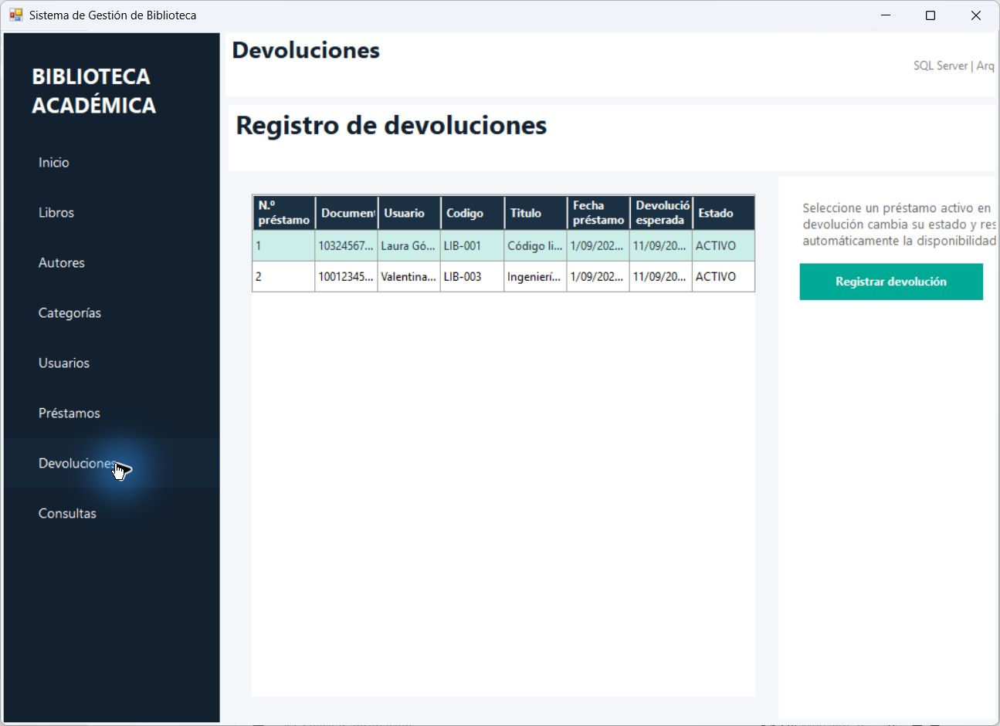 Sistema de Gestión de Biblioteca
BIBLIOTECA
ACADÉMICA
Inicio
Libros
Autores
Categorías
Usuarios
Préstamos
Devoluciones
Consultas
Devoluciones
SQL Server | Arq
Registro de devoluciones
N.º préstamo Documen Usuario Codigo Titulo Fecha préstamo Devolució esperada Estado
1 10324567... Laura Gó... LIB-001 Código li... 1/09/202... 11/09/20... ACTIVO
2 10012345... Valentina... LIB-003 Ingenierí... 1/09/202... 11/09/20... ACTIVO
Seleccione un préstamo activo en
devolución cambia su estado y res
automáticamente la disponibilidad
Registrar devolución